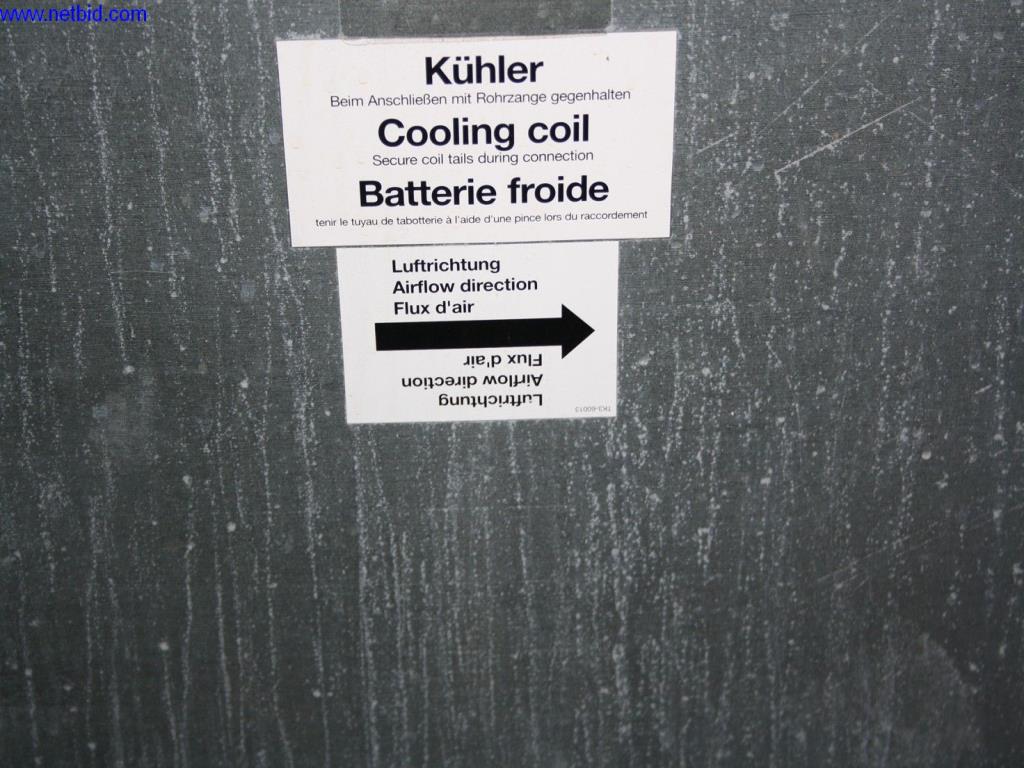 www.netbid.com
Kühler
Beim Anschließen mit Rohrzange gegenhalten
Cooling coil
Secure coil tails during connection
Batterie froide
tenir le tuyau de tabotterie à l'aide d'une pince lors du raccordement
Luftrichtung
Airflow direction
Flux d'air
Flux d'air
Airflow direction
Luftrichtung
TK3-60013